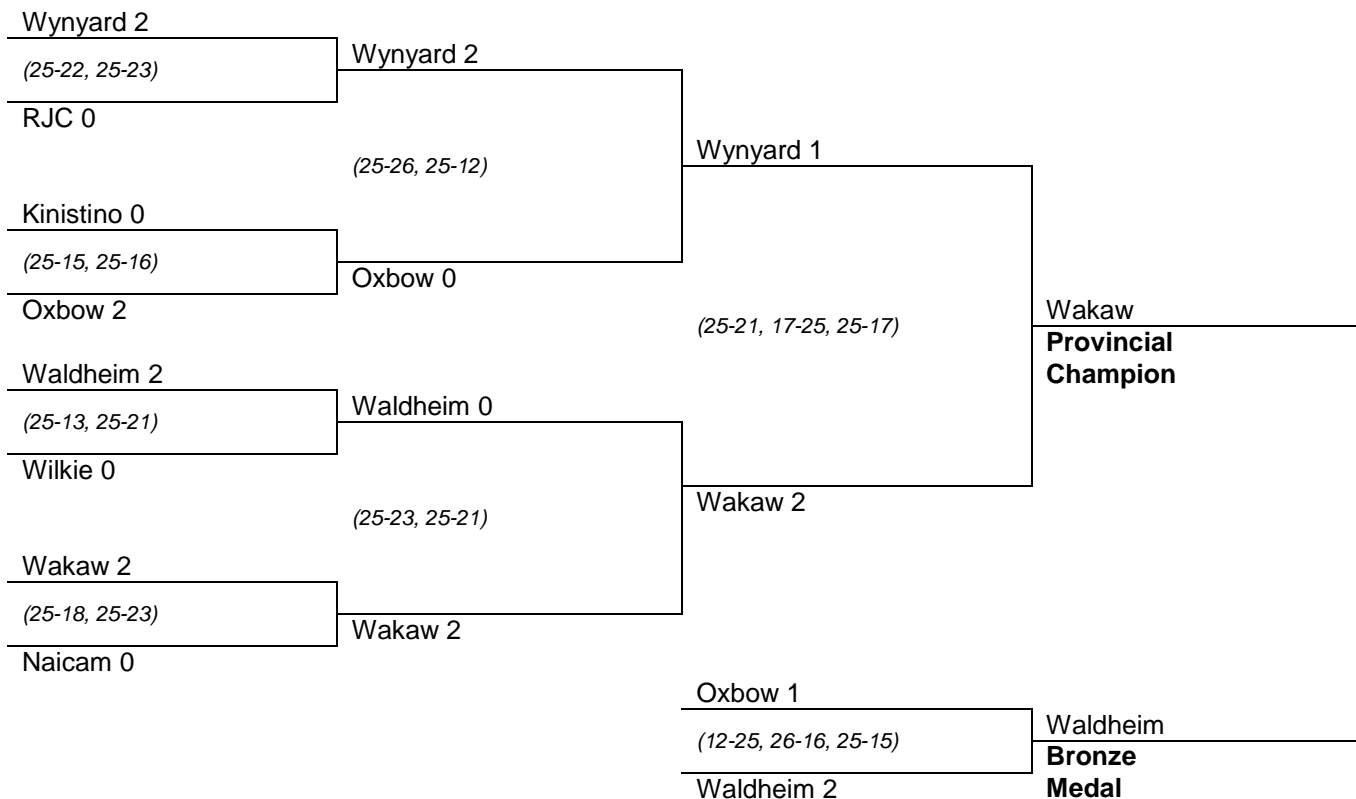 Wynyard 2
(25-22, 25-23)
RJC 0
Kinistino 0
(25-15, 25-16)
Oxbow 2
Waldheim 2
(25-13, 25-21)
Wilkie 0
Wakaw 2
(25-18, 25-23)
Naicam 0
Wynyard 2
(25-26, 25-12)
Oxbow 0
Waldheim 0
(25-23, 25-21)
Wakaw 2
Wynyard 1
(25-21, 17-25, 25-17)
Wakaw 2
Wakaw
Provincial
Champion
Oxbow 1
(12-25, 26-16, 25-15)
Waldheim 2
Waldheim
Bronze
Medal